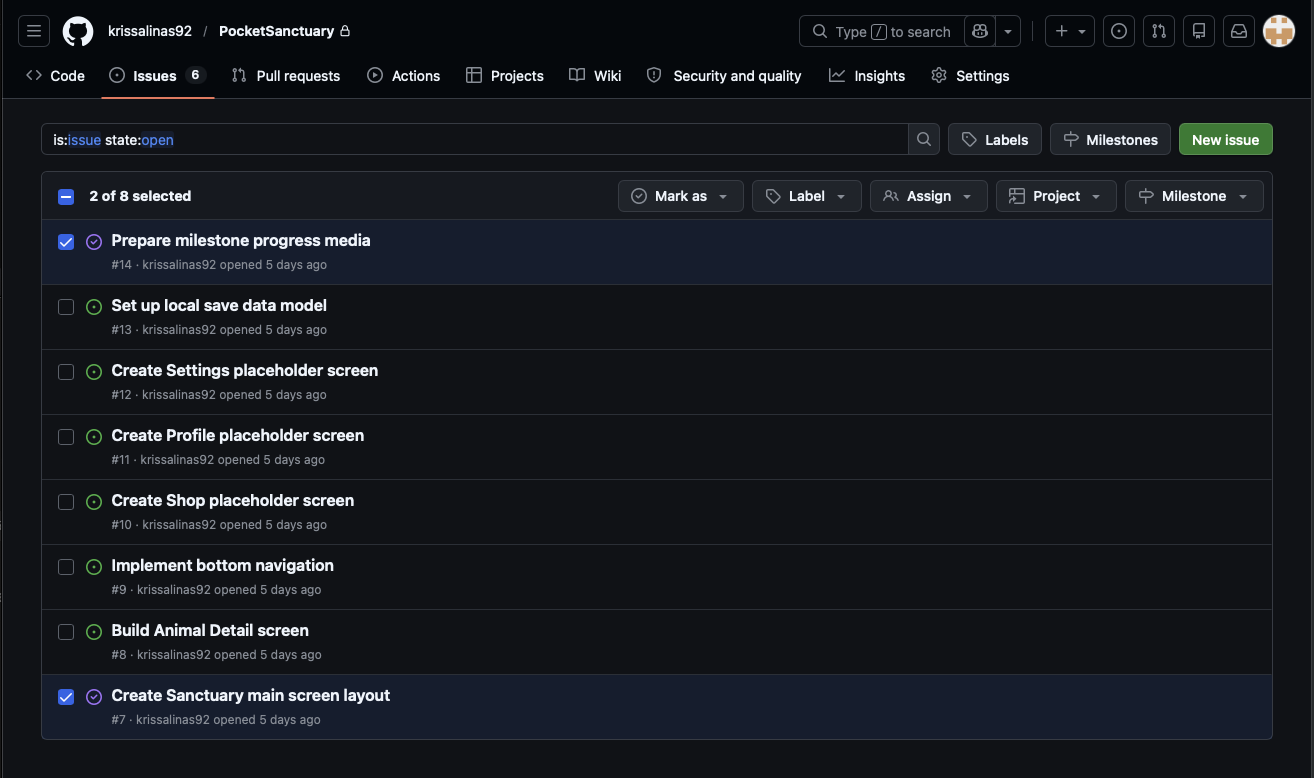 krissalinas92 / PocketSanctuary
Type / to search
Code Issues 6 Pull requests Actions Projects Wiki Security and quality Insights Settings
is:issue state:open
Labels Milestones New issue
2 of 8 selected Mark as Label Assign Project Milestone
Prepare milestone progress media
#14 · krissalinas92 opened 5 days ago
Set up local save data model
#13 · krissalinas92 opened 5 days ago
Create Settings placeholder screen
#12 · krissalinas92 opened 5 days ago
Create Profile placeholder screen
#11 · krissalinas92 opened 5 days ago
Create Shop placeholder screen
#10 · krissalinas92 opened 5 days ago
Implement bottom navigation
#9 · krissalinas92 opened 5 days ago
Build Animal Detail screen
#8 · krissalinas92 opened 5 days ago
Create Sanctuary main screen layout
#7 · krissalinas92 opened 5 days ago